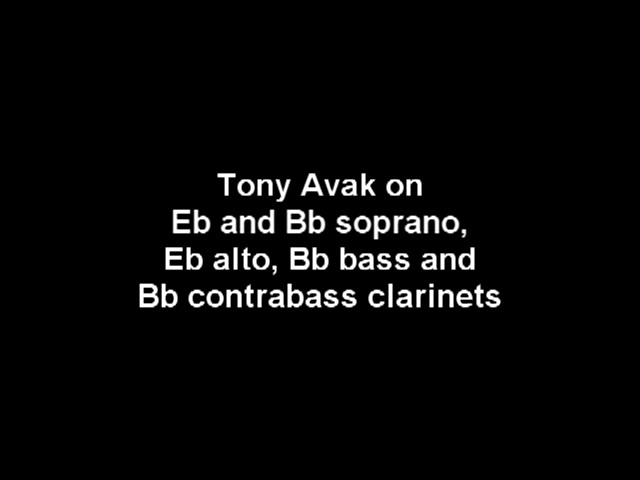 Tony Avak on
Eb and Bb soprano,
Eb alto, Bb bass and
Bb contrabass clarinets